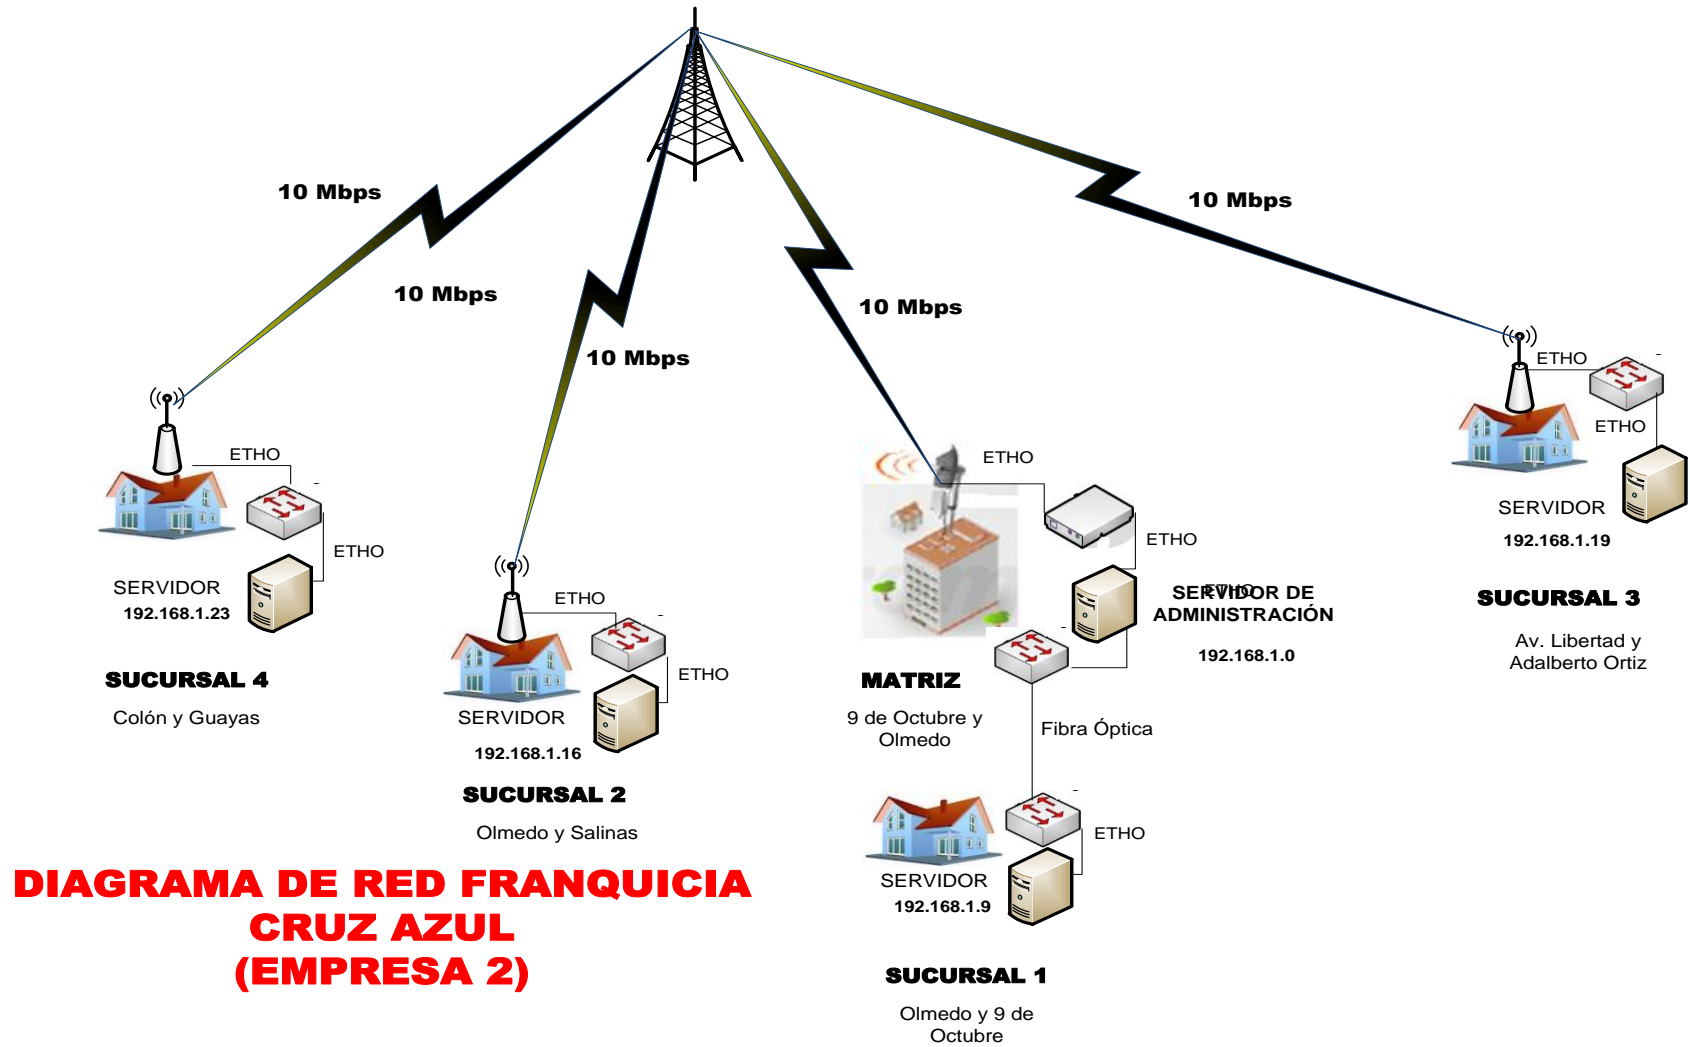 10 Mbps
10 Mbps
10 Mbps
10 Mbps
10 Mbps
ETHO
ETHO
SERVIDOR
192.168.1.23
SUCURSAL 4
Colón y Guayas
ETHO
ETHO
SERVIDOR
192.168.1.16
SUCURSAL 2
Olmedo y Salinas
ETHO
ETHO
ETHO
SERVIDOR DE
ADMINISTRACIÓN
192.168.1.0
MATRIZ
9 de Octubre y
Olmedo
Fibra Óptica
ETHO
SERVIDOR
192.168.1.9
SUCURSAL 1
Olmedo y 9 de
Octubre
ETHO
ETHO
SERVIDOR
192.168.1.19
SUCURSAL 3
Av. Libertad y
Adalberto Ortiz
DIAGRAMA DE RED FRANQUICIA
CRUZ AZUL
(EMPRESA 2)